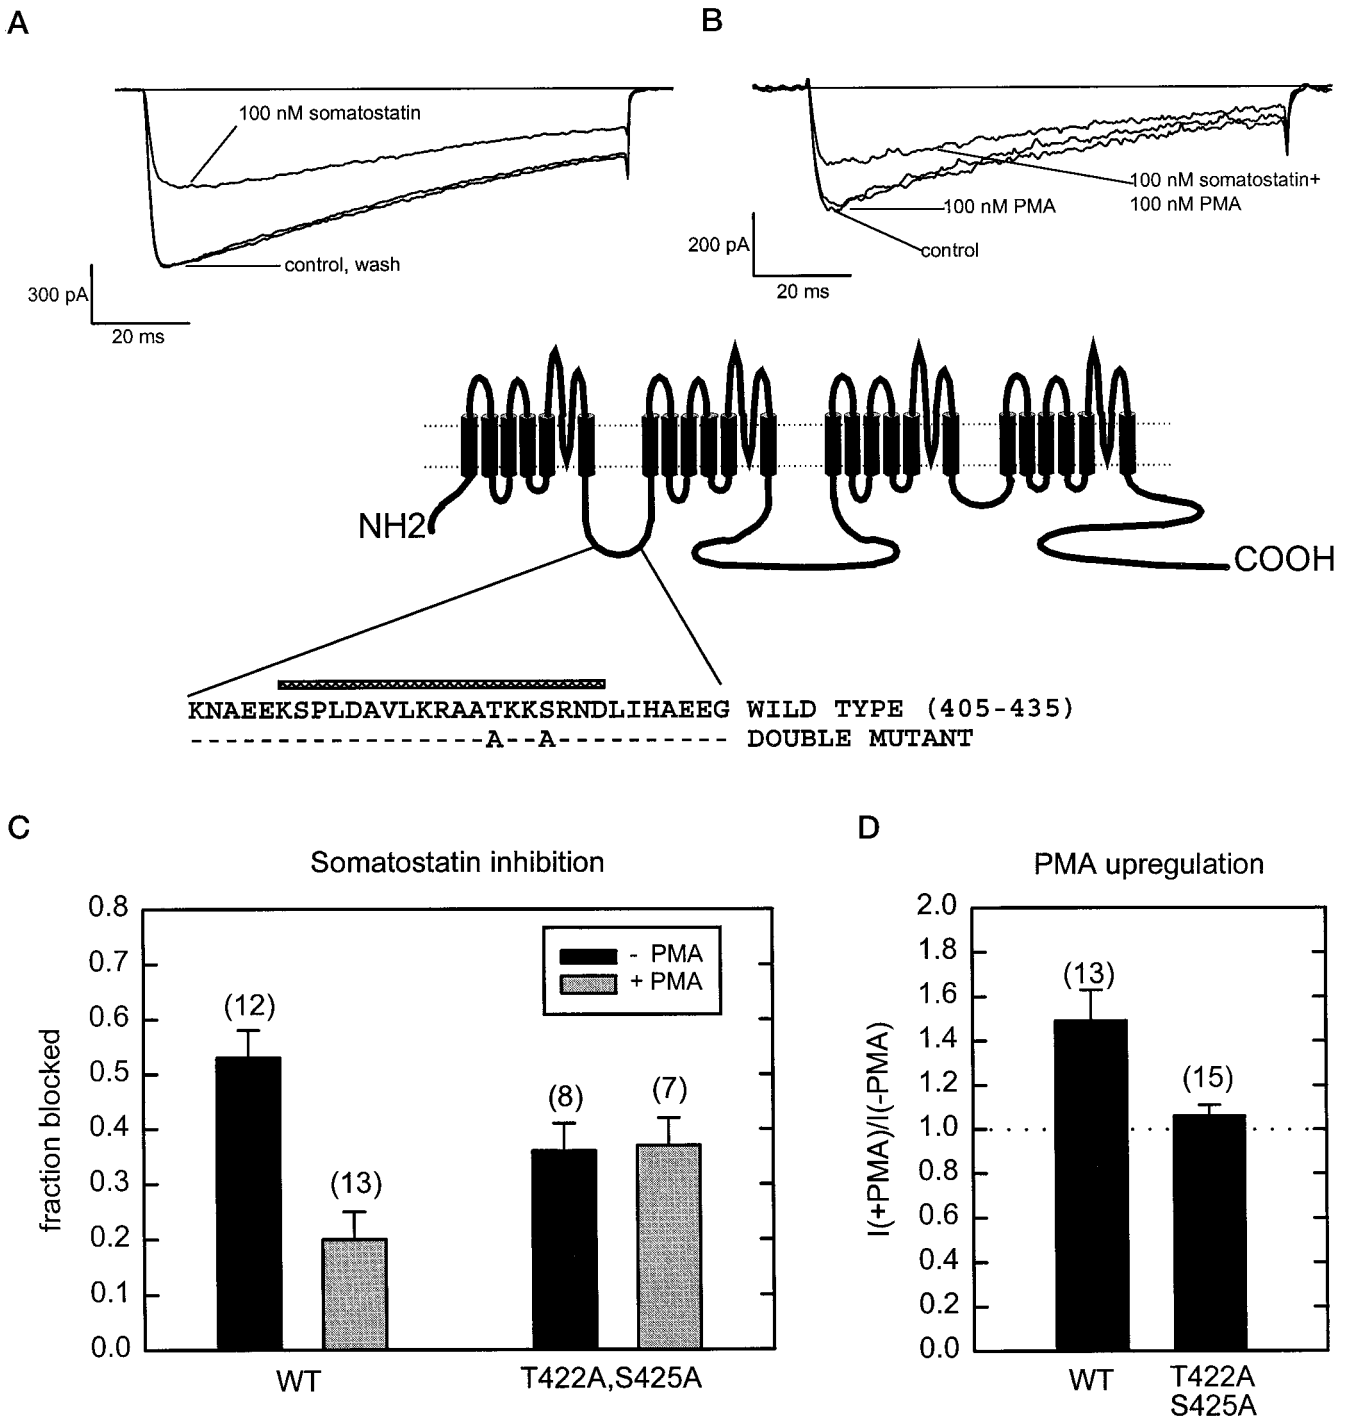 A
100 nM somatostatin
control, wash
300 pA
20 ms
B
100 nM somatostatin+
100 nM PMA
100 nM PMA
control
200 pA
20 ms
NH2
COOH
KNAEEKSPLDAVLKRAATKKSRNDLIHAEEG WILD TYPE (405-435)
------------------A--A---------- DOUBLE MUTANT
C
Somatostatin inhibition
fraction blocked
0.8
0.7
0.6
0.5
0.4
0.3
0.2
0.1
0.0
- PMA
+ PMA
(12)
(13)
(8)
(7)
WT
T422A,S425A
D
PMA upregulation
I(+PMA)/I(-PMA)
2.0
1.8
1.6
1.4
1.2
1.0
0.8
0.6
0.4
0.2
0.0
(13)
(15)
WT
T422A
S425A